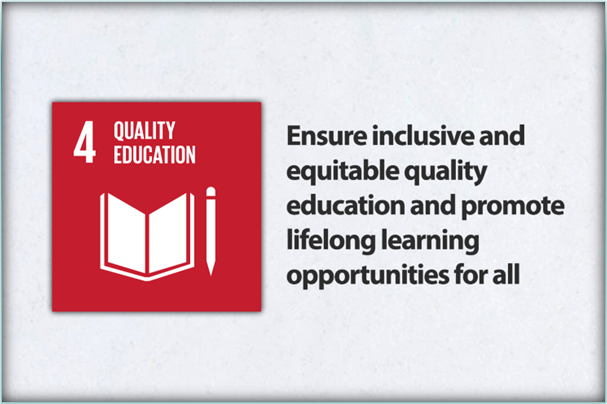 4 QUALITY
EDUCATION
Ensure inclusive and
equitable quality
education and promote
lifelong learning
opportunities for all